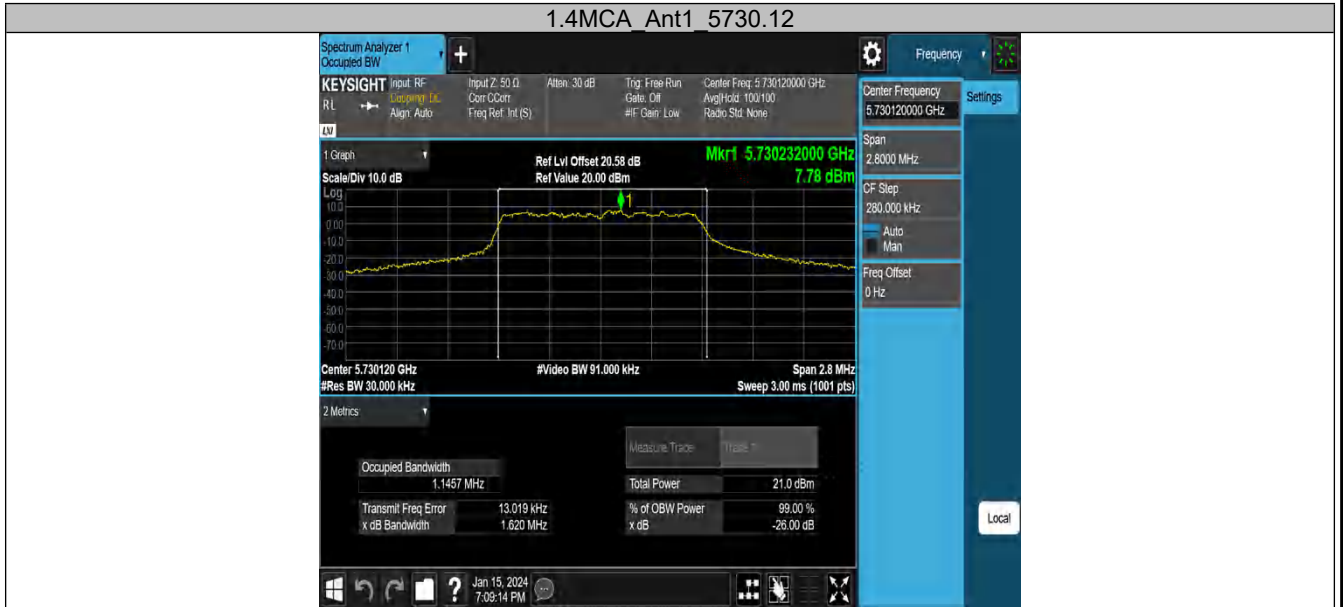 1.4MCA_Ant1_5730.12
Spectrum Analyzer 1
Occupied BW
Frequency
KEYSIGHT
Input: RF
Coupling: DC
Align: Auto
Input Z: 50 Ω
Corr CCorr
Freq Ref: Int (S)
Atten: 30 dB
Trig: Free Run
Gate: Off
#IF Gain: Low
Center Freq: 5.730120000 GHz
Avg|Hold: 100/100
Radio Std: None
RL
LXI
Center Frequency
5.730120000 GHz
Settings
Span
2.8000 MHz
CF Step
280.000 kHz
Auto
Man
Freq Offset
0 Hz
1 Graph
Ref Lvl Offset 20.58 dB
Mkr1 5.730232000 GHz
Scale/Div 10.0 dB
Ref Value 20.00 dBm
7.78 dBm
Log
1
10.0
0.00
-10.0
-20.0
-30.0
-40.0
-50.0
-60.0
-70.0
Center 5.730120 GHz
#Video BW 91.000 kHz
Span 2.8 MHz
#Res BW 30.000 kHz
Sweep 3.00 ms (1001 pts)
2 Metrics
Measure Trace
Trace 1
Occupied Bandwidth
1.1457 MHz
Total Power
21.0 dBm
Transmit Freq Error
13.019 kHz
% of OBW Power
99.00 %
x dB Bandwidth
1.620 MHz
x dB
-26.00 dB
Local
Jan 15, 2024
7:09:14 PM